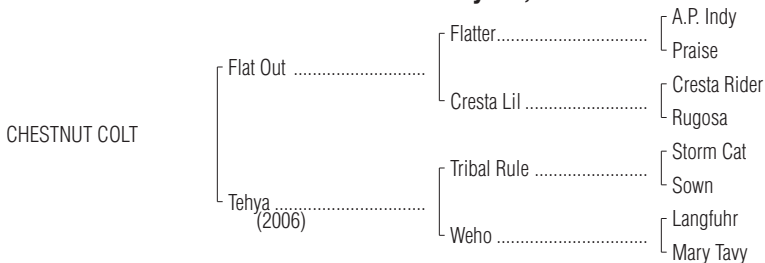 A.P. Indy
Flatter
Praise
Flat Out
Cresta Rider
Cresta Lil
Rugosa
CHESTNUT COLT
Storm Cat
Tribal Rule
Sown
Tehya
(2006)
Langfuhr
Weho
Mary Tavy